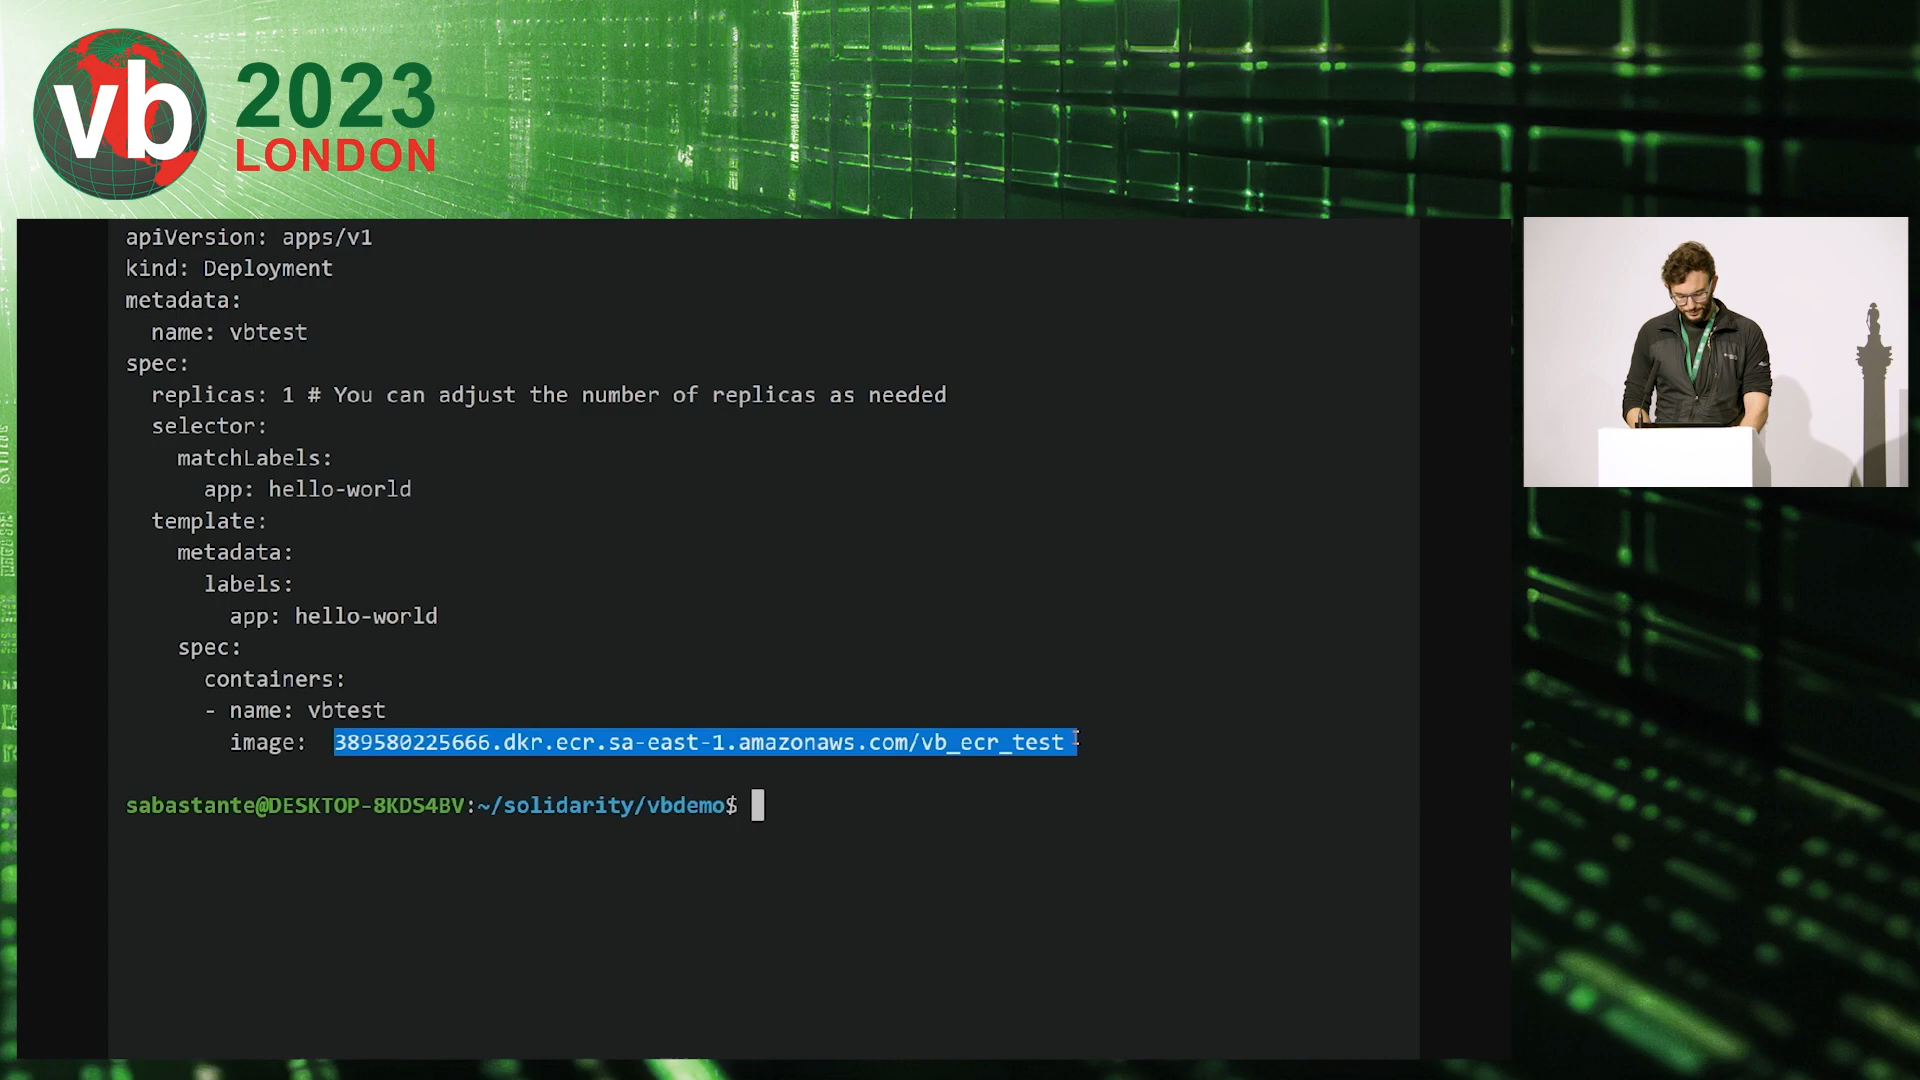 vb 2023
LONDON
apiVersion: apps/v1
kind: Deployment
metadata:
  name: vbtest
spec:
  replicas: 1 # You can adjust the number of replicas as needed
  selector:
    matchLabels:
      app: hello-world
  template:
    metadata:
      labels:
        app: hello-world
    spec:
      containers:
      - name: vbtest
        image:  389580225666.dkr.ecr.sa-east-1.amazonaws.com/vb_ecr_test
sabastante@DESKTOP-8KDS4BV:~/solidarity/vbdemo$